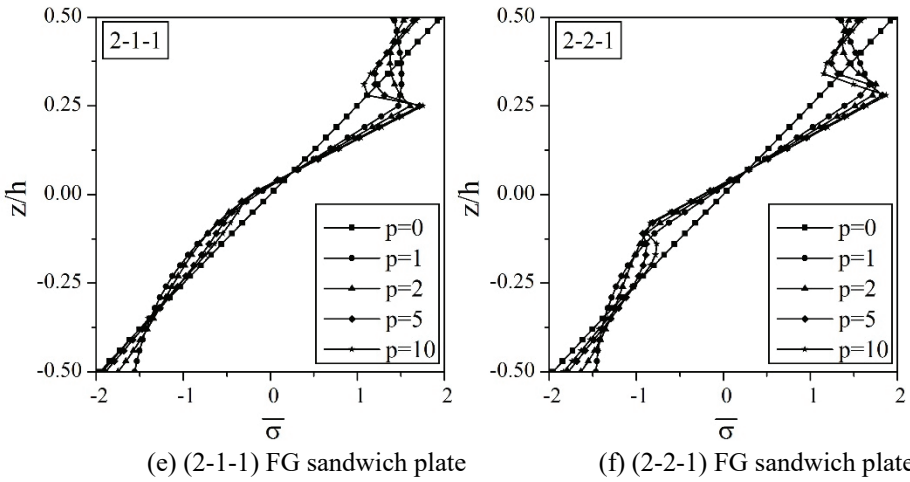 0.50
2-1-1
0.25
z/h
0.00
-0.25
-0.50
p=0
p=1
p=2
p=5
p=10
-2 -1 0 1 2
σ̅
(e) (2-1-1) FG sandwich plate
0.50
2-2-1
0.25
z/h
0.00
-0.25
-0.50
p=0
p=1
p=2
p=5
p=10
-2 -1 0 1 2
σ̅
(f) (2-2-1) FG sandwich plate